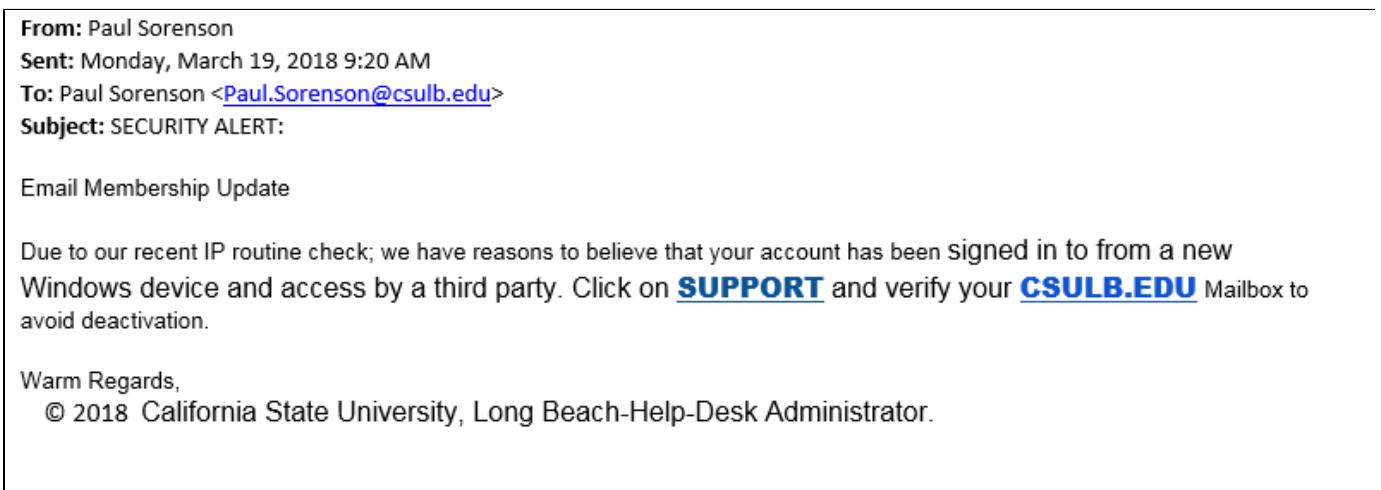 From: Paul Sorenson
Sent: Monday, March 19, 2018 9:20 AM
To: Paul Sorenson <Paul.Sorenson@csulb.edu>
Subject: SECURITY ALERT:
Email Membership Update
Due to our recent IP routine check; we have reasons to believe that your account has been signed in to from a new
Windows device and access by a third party. Click on SUPPORT and verify your CSULB.EDU Mailbox to
avoid deactivation.
Warm Regards,
© 2018 California State University, Long Beach-Help-Desk Administrator.